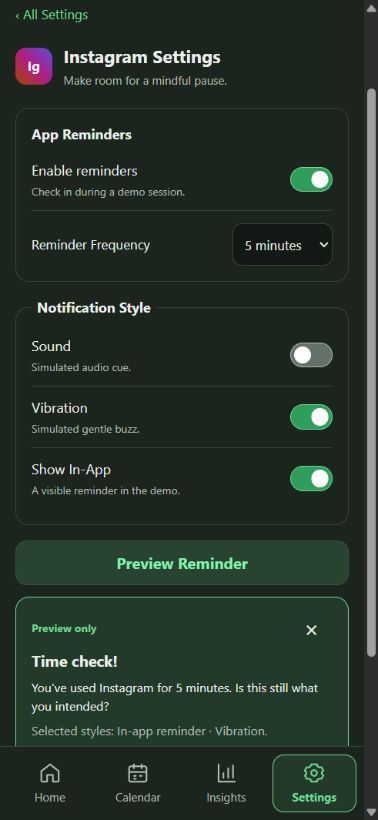 ‹ All Settings
Ig
Instagram Settings
Make room for a mindful pause.
App Reminders
Enable reminders
Check in during a demo session.
Reminder Frequency
5 minutes
Notification Style
Sound
Simulated audio cue.
Vibration
Simulated gentle buzz.
Show In-App
A visible reminder in the demo.
Preview Reminder
Preview only
Time check!
You've used Instagram for 5 minutes. Is this still what
you intended?
Selected styles: In-app reminder · Vibration.
Home
Calendar
Insights
Settings